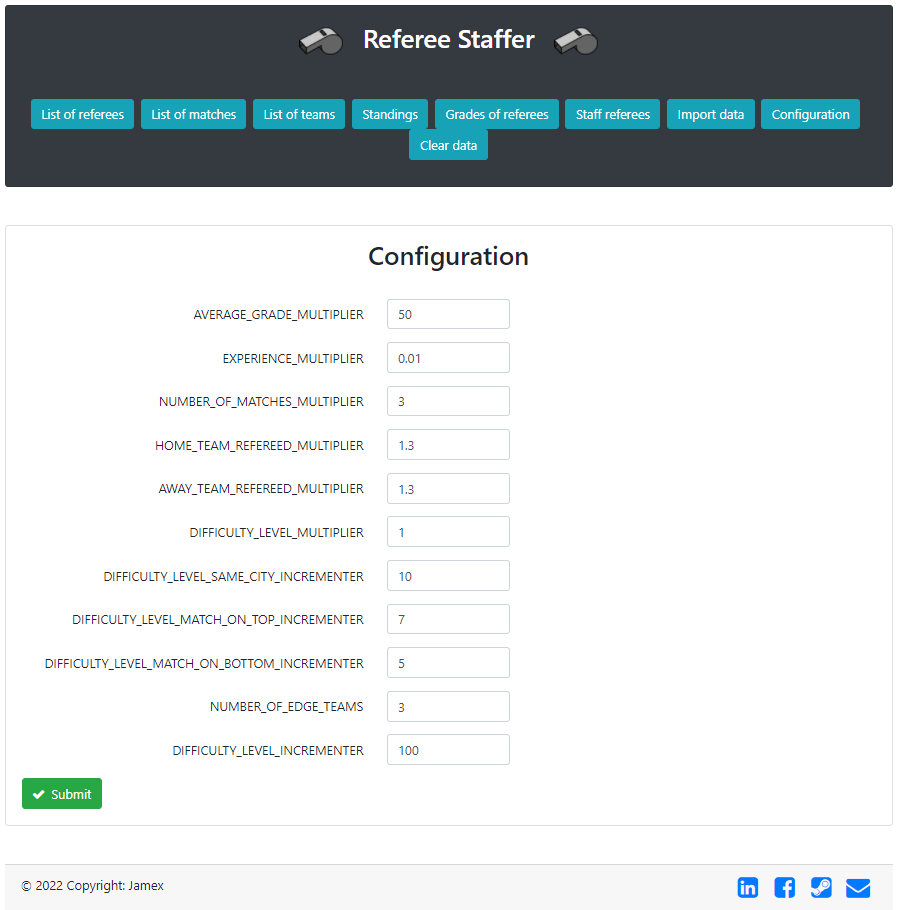 Referee Staffer
List of referees List of matches List of teams Standings Grades of referees Staff referees Import data Configuration
Clear data
Configuration
AVERAGE_GRADE_MULTIPLIER 50
EXPERIENCE_MULTIPLIER 0.01
NUMBER_OF_MATCHES_MULTIPLIER 3
HOME_TEAM_REFEREED_MULTIPLIER 1.3
AWAY_TEAM_REFEREED_MULTIPLIER 1.3
DIFFICULTY_LEVEL_MULTIPLIER 1
DIFFICULTY_LEVEL_SAME_CITY_INCREMENTER 10
DIFFICULTY_LEVEL_MATCH_ON_TOP_INCREMENTER 7
DIFFICULTY_LEVEL_MATCH_ON_BOTTOM_INCREMENTER 5
NUMBER_OF_EDGE_TEAMS 3
DIFFICULTY_LEVEL_INCREMENTER 100
Submit
© 2022 Copyright: Jamex